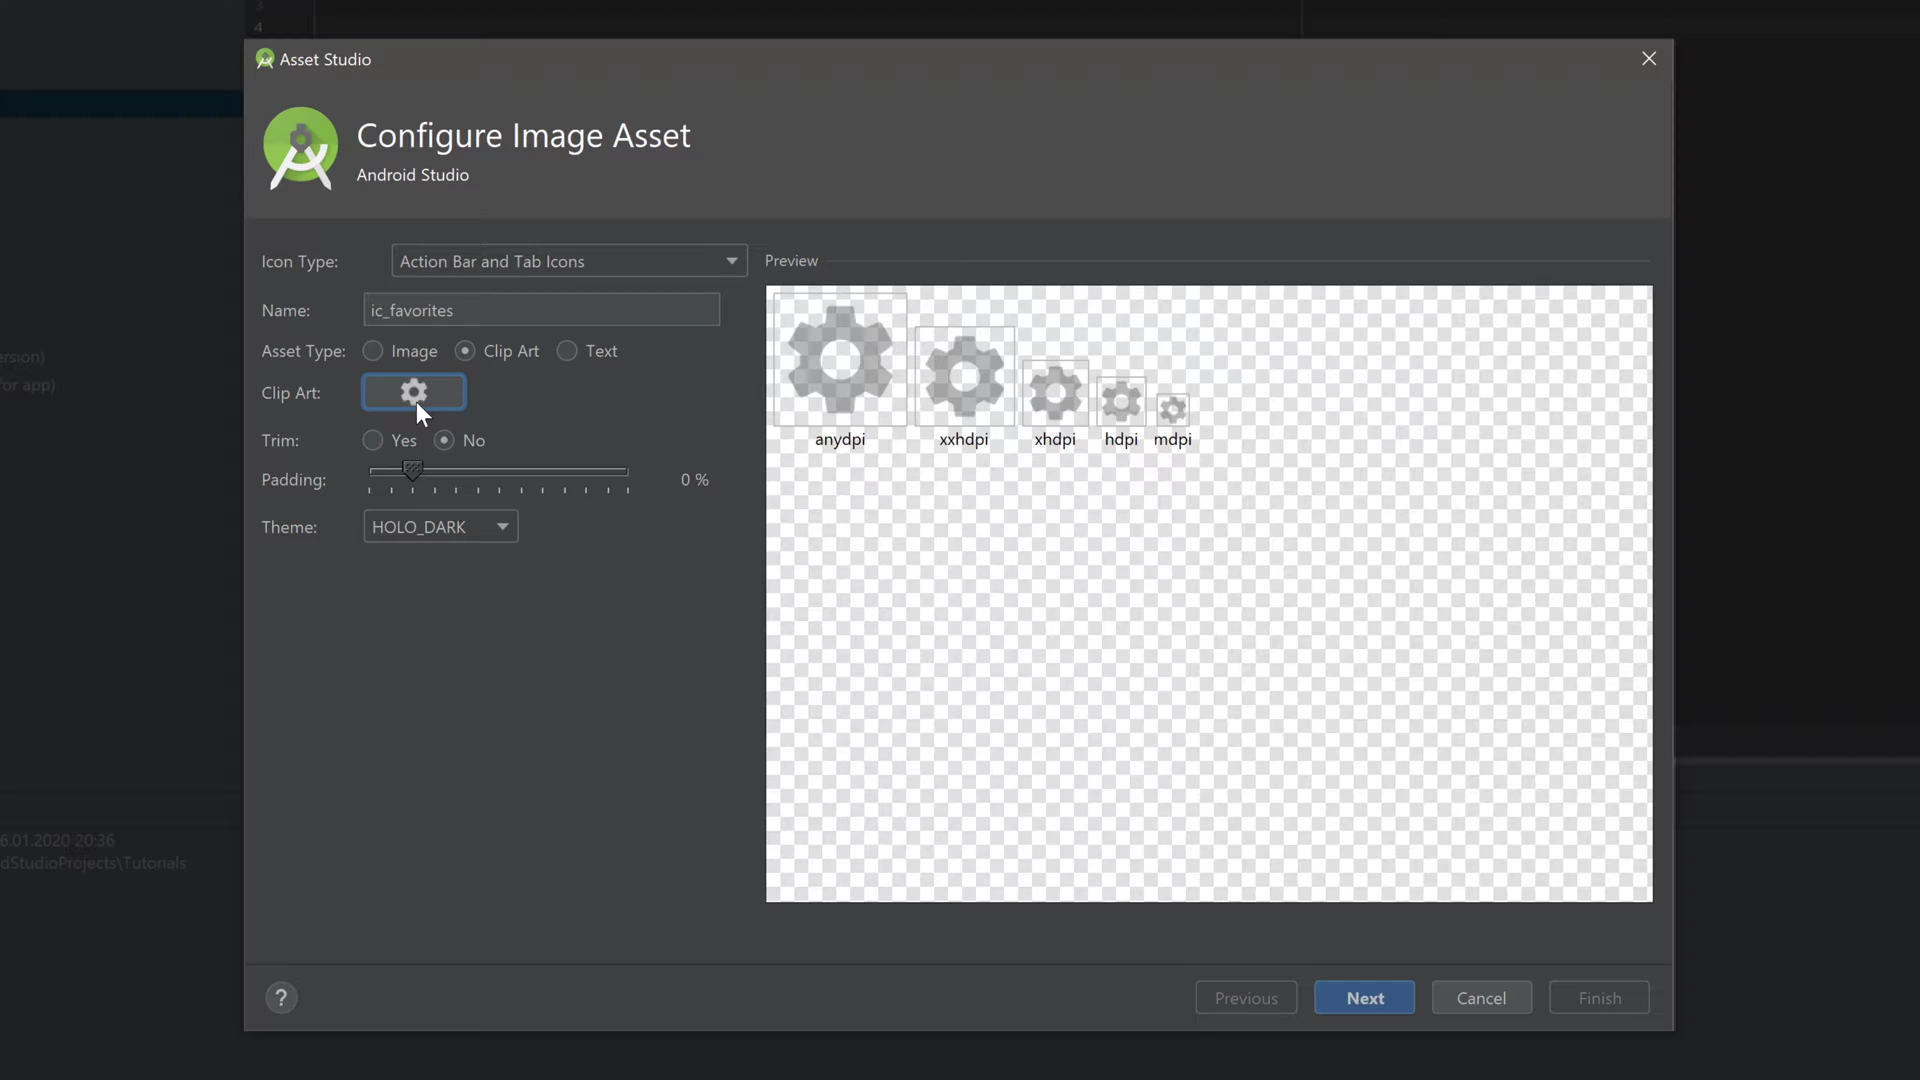 3
4
Asset Studio
Configure Image Asset
Android Studio
Icon Type: Action Bar and Tab Icons
Preview
Name: ic_favorites
Asset Type: Image Clip Art Text
ersion)
for app)
Clip Art:
Trim: Yes No
anydpi xxhdpi xhdpi hdpi mdpi
Padding: 0 %
Theme: HOLO_DARK
6.01.2020 20:36
dStudioProjects\Tutorials
? Previous Next Cancel Finish